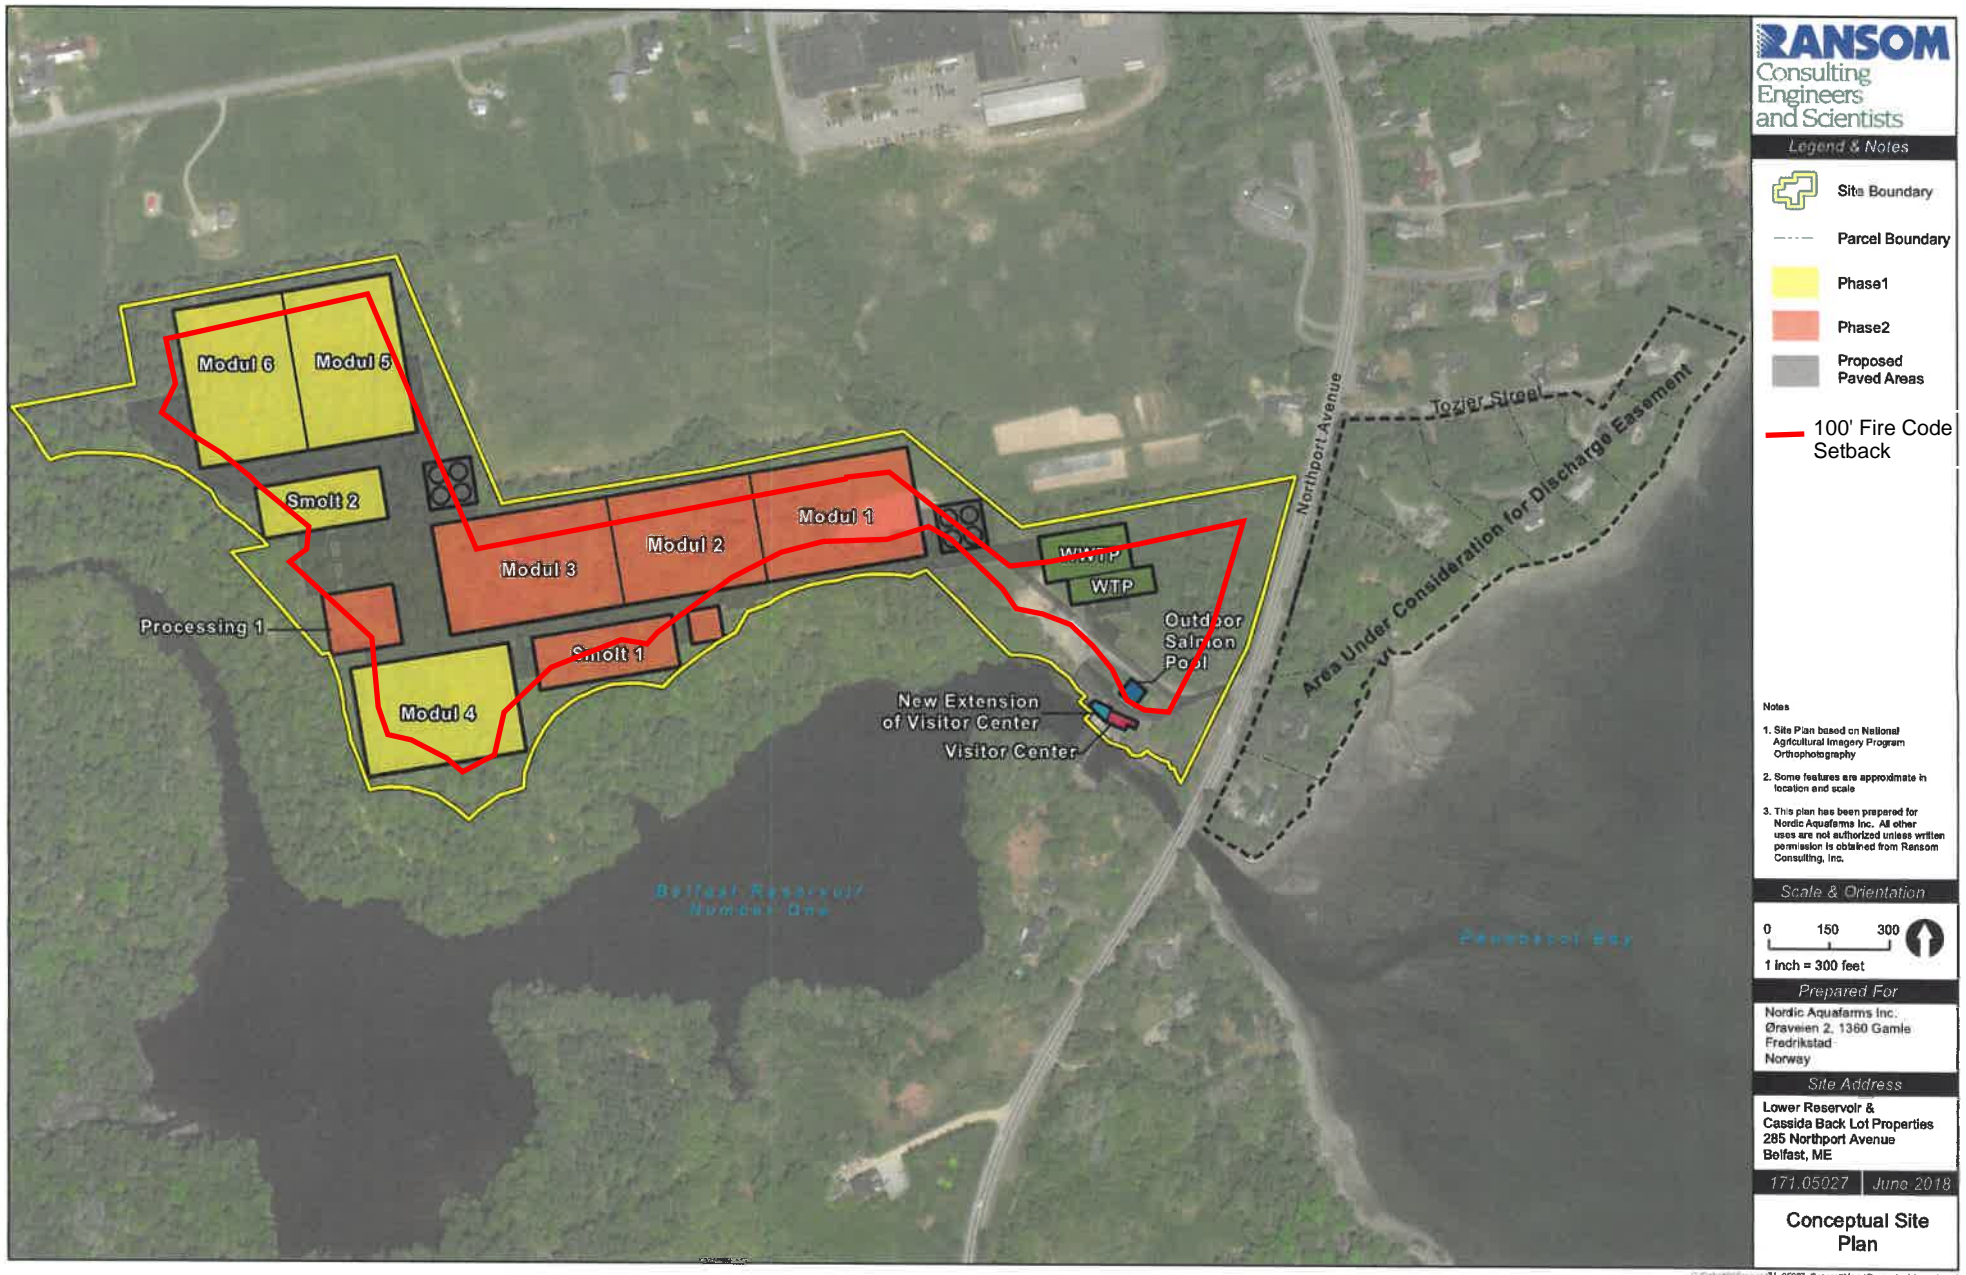 RANSOM
Consulting
Engineers
and Scientists
Legend & Notes
Site Boundary
Parcel Boundary
Phase1
Phase2
Proposed
Paved Areas
100' Fire Code
Setback
Modul 6
Modul 5
Smolt 2
Modul 3
Modul 2
Modul 1
WWTP
WTP
Processing 1
Smolt 1
Modul 4
Outdoor
Salmon
Pool
New Extension
of Visitor Center
Visitor Center
Northport Avenue
Tozier Street
Area Under Consideration for Discharge Easement
Belfast Reservoir
Number One
Penobscot Bay
Notes
1. Site Plan based on National
Agricultural Imagery Program
Orthophotography
2. Some features are approximate in
location and scale
3. This plan has been prepared for
Nordic Aquafarms Inc. All other
uses are not authorized unless written
permission is obtained from Ransom
Consulting, Inc.
Scale & Orientation
0 150 300
1 inch = 300 feet
Prepared For
Nordic Aquafarms Inc.
Øraveien 2, 1360 Gamle
Fredrikstad
Norway
Site Address
Lower Reservoir &
Cassida Back Lot Properties
285 Northport Avenue
Belfast, ME
171.05027 June 2018
Conceptual Site
Plan